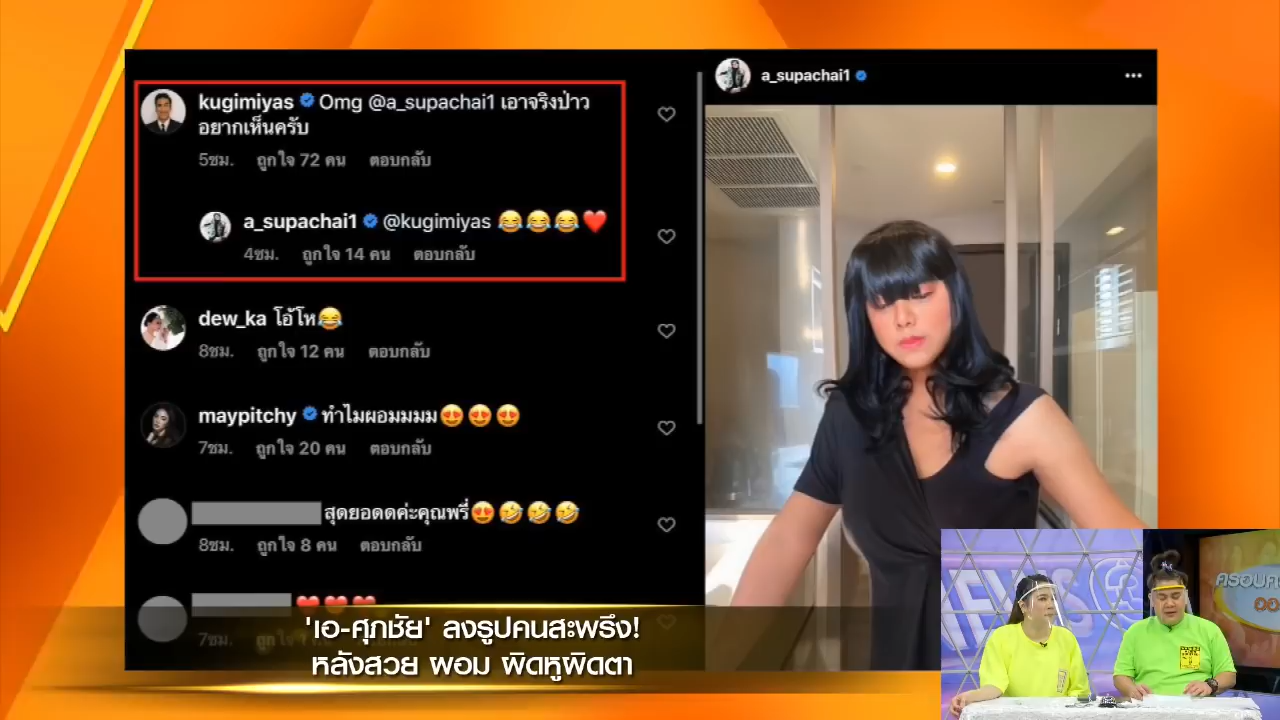 kugimiyas Omg @a_supachai1 เอาจริงป่าว
อยากเห็นครับ
5ชม. ถูกใจ 72 คน ตอบกลับ
a_supachai1 @kugimiyas 😂😂😂❤️
4ชม. ถูกใจ 14 คน ตอบกลับ
dew_ka โอ้โห😂
8ชม. ถูกใจ 12 คน ตอบกลับ
maypitchy ทำไมผอมมมม😍😍😍
7ชม. ถูกใจ 20 คน ตอบกลับ
สุดยอดดค่ะคุณพรี่😍🤣🤣🤣
8ชม. ถูกใจ 8 คน ตอบกลับ
❤️❤️❤️
7ชม.
a_supachai1
'เอ-ศุภชัย' ลงรูปคนสะพรึง!
หลังสวย ผอม ผิดหูผิดตา